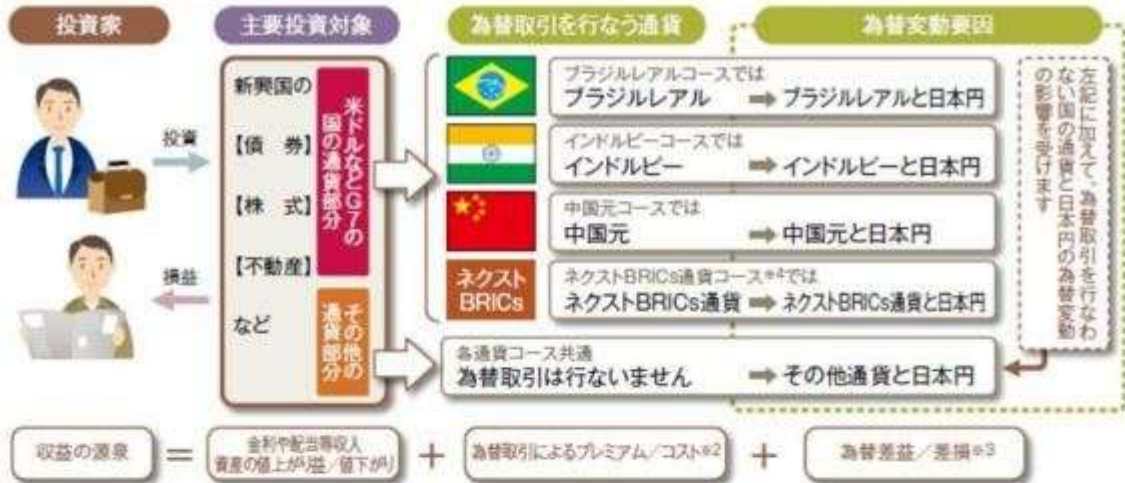 投資家
主要投資対象
為替取引を行なう通貨
為替変動要因
投資
損益
新興国の
【債 券】
【株 式】
【不動産】
など
米ドルなどG7の
国の通貨部分
その他の
通貨部分
ブラジルレアルコースでは
ブラジルレアル ➡ ブラジルレアルと日本円
インドルピーコースでは
インドルピー ➡ インドルピーと日本円
中国元コースでは
中国元 ➡ 中国元と日本円
ネクスト
BRICs
ネクストBRICs通貨コース※4では
ネクストBRICs通貨 ➡ ネクストBRICs通貨と日本円
各通貨コース共通
為替取引は行ないません ➡ その他通貨と日本円
左記に加えて、為替取引を行なわ
ない国の通貨と日本円の為替変動
の影響を受けます
収益の源泉
=
金利や配当等収入
資産の値上がり益/値下がり
+
為替取引によるプレミアム/コスト※2
+
為替差益/差損※3